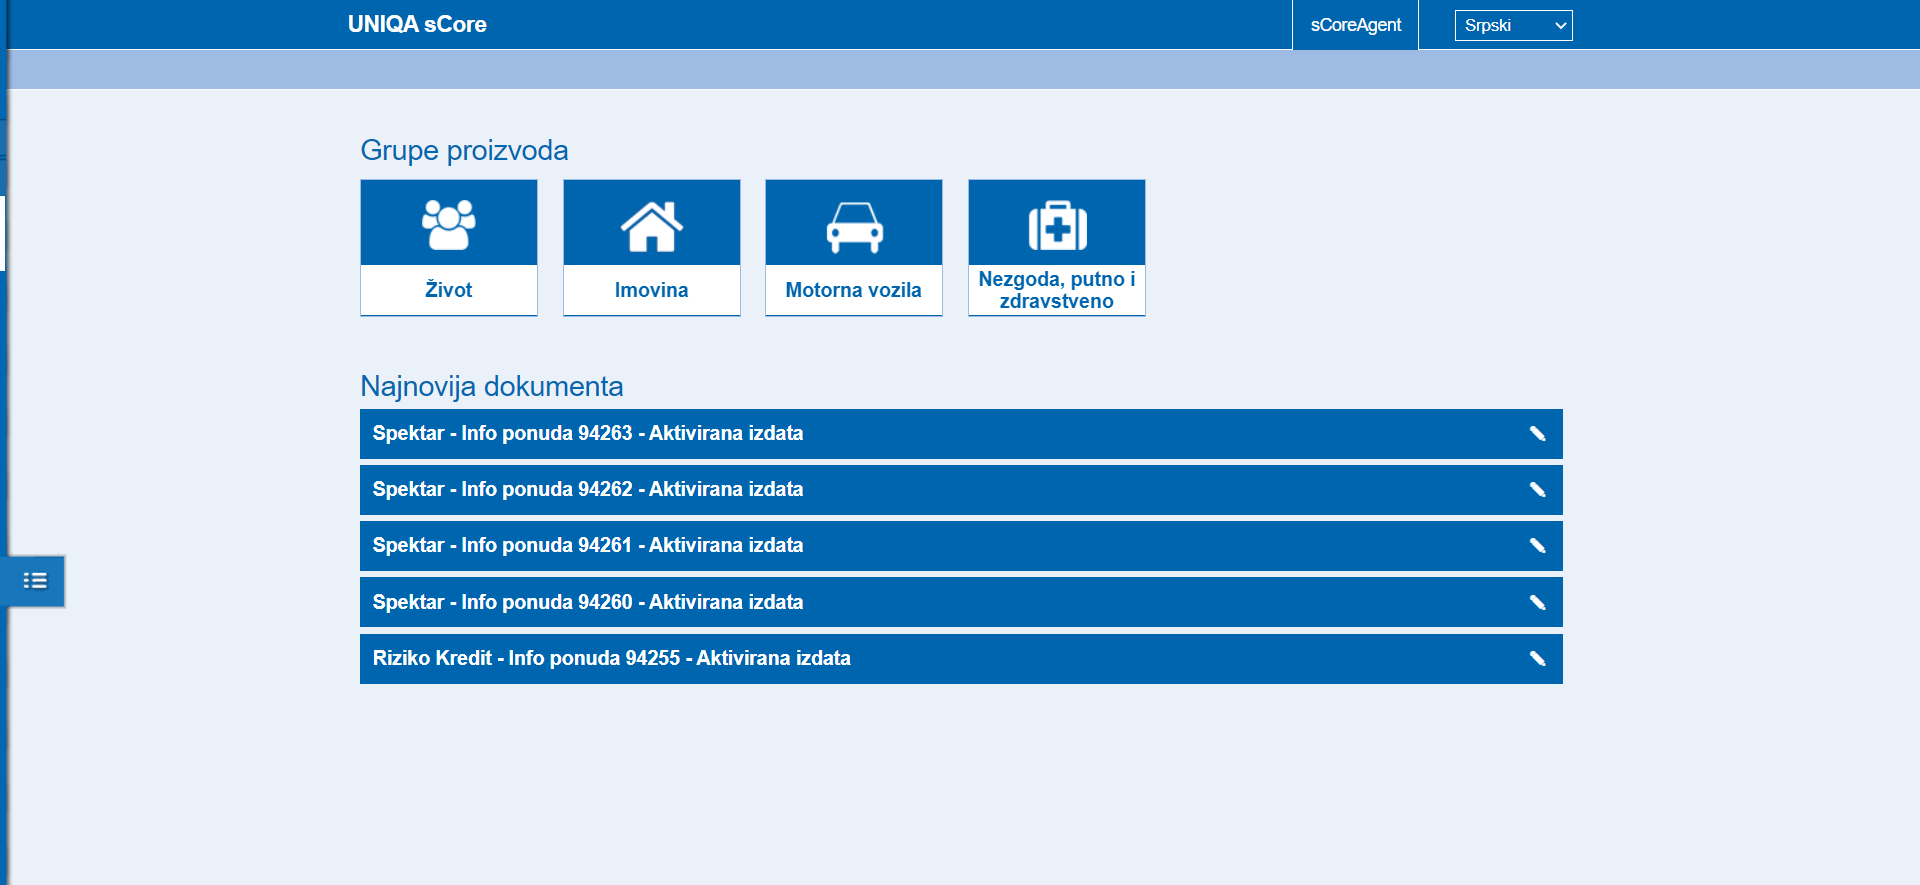 UNIQA sCore
sCoreAgent
Srpski
Grupe proizvoda
Život
Imovina
Motorna vozila
Nezgoda, putno i
zdravstveno
Najnovija dokumenta
Spektar - Info ponuda 94263 - Aktivirana izdata
Spektar - Info ponuda 94262 - Aktivirana izdata
Spektar - Info ponuda 94261 - Aktivirana izdata
Spektar - Info ponuda 94260 - Aktivirana izdata
Riziko Kredit - Info ponuda 94255 - Aktivirana izdata